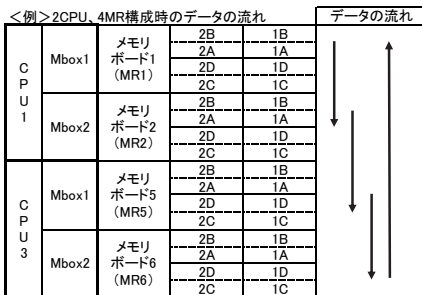 <例>2CPU、4MR構成時のデータの流れ データの流れ
CPU1 Mbox1 メモリボード1(MR1) 2B 1B
2A 1A
2D 1D
2C 1C
Mbox2 メモリボード2(MR2) 2B 1B
2A 1A
2D 1D
2C 1C
CPU3 Mbox1 メモリボード5(MR5) 2B 1B
2A 1A
2D 1D
2C 1C
Mbox2 メモリボード6(MR6) 2B 1B
2A 1A
2D 1D
2C 1C